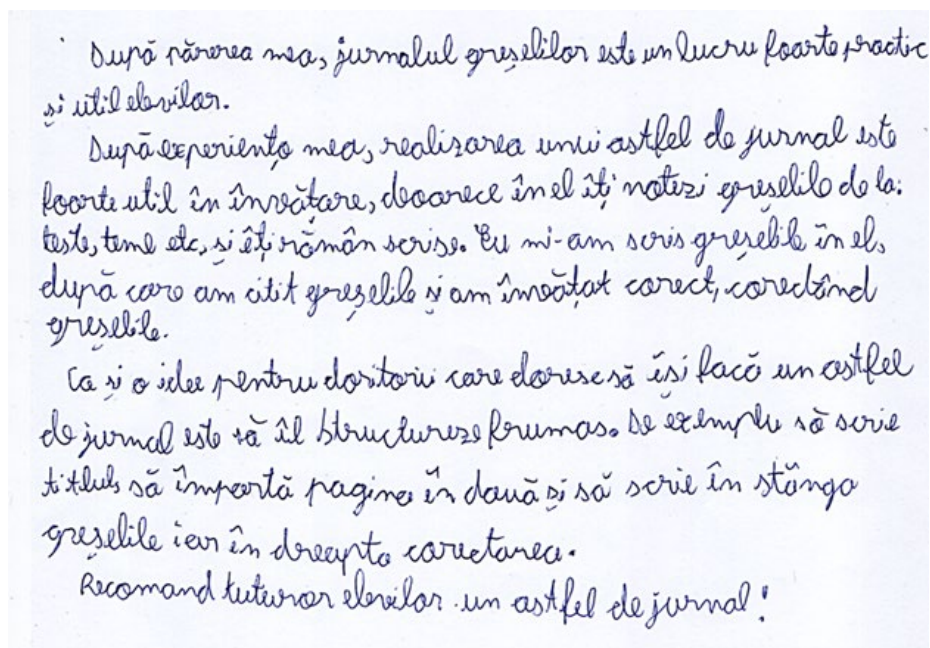 După părerea mea, jurnalul greșelilor este un lucru foarte practic
și util elevilor.
După experiența mea, realizarea unui astfel de jurnal este
foarte util în învățare, deoarece în el îți notezi greșelile de la:
teste, teme etc, și îți rămân scrise. Eu mi-am scris greșelile în el,
după care am citit greșelile și am învățat corect, corectând
greșelile.
Ca și o idee pentru doritorii care doresc să își facă un astfel
de jurnal este să îl structureze frumos. De exemplu să scrie
titlul, să împartă pagina în două și să scrie în stânga
greșelile iar în dreapta corectarea.
Recomand tuturor elevilor un astfel de jurnal!